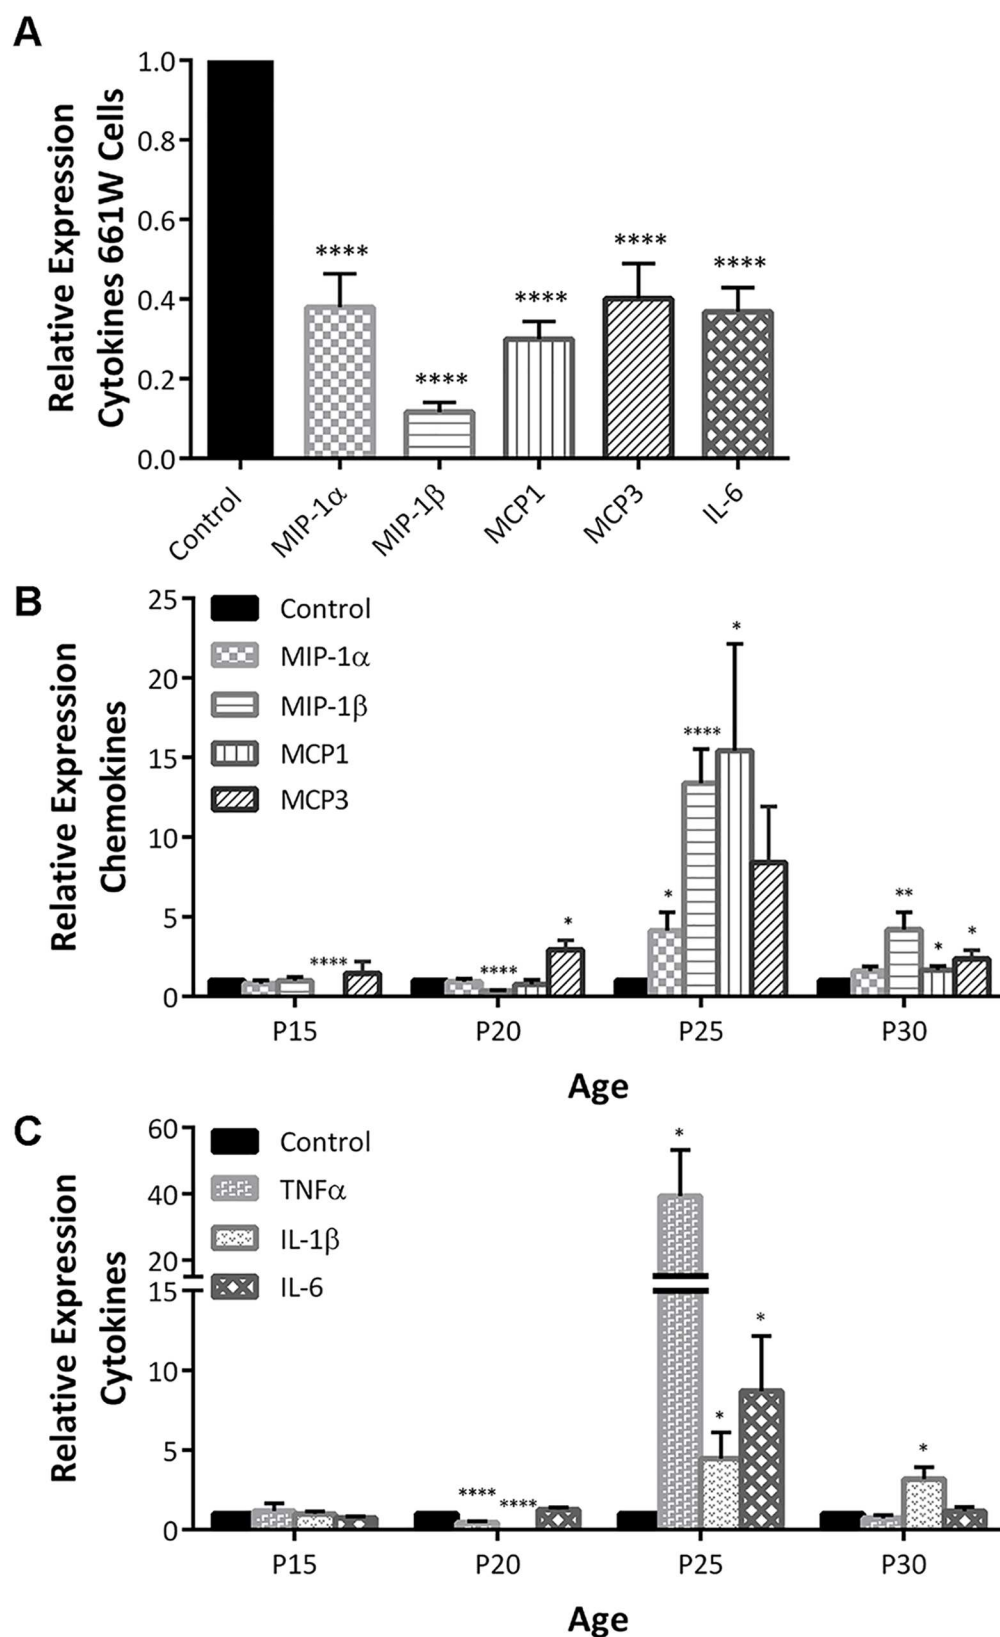 A
Relative Expression
Cytokines 661W Cells
1.0
0.8
0.6
0.4
0.2
0.0
****
****
****
****
****
Control
MIP-1α
MIP-1β
MCP1
MCP3
IL-6
B
Relative Expression
Chemokines
25
20
15
10
5
0
Control
MIP-1α
MIP-1β
MCP1
MCP3
****
****
*
*
****
*
**
*
*
P15
P20
P25
P30
Age
C
Relative Expression
Cytokines
60
40
20
15
10
5
0
Control
TNFα
IL-1β
IL-6
****
****
*
*
*
*
P15
P20
P25
P30
Age